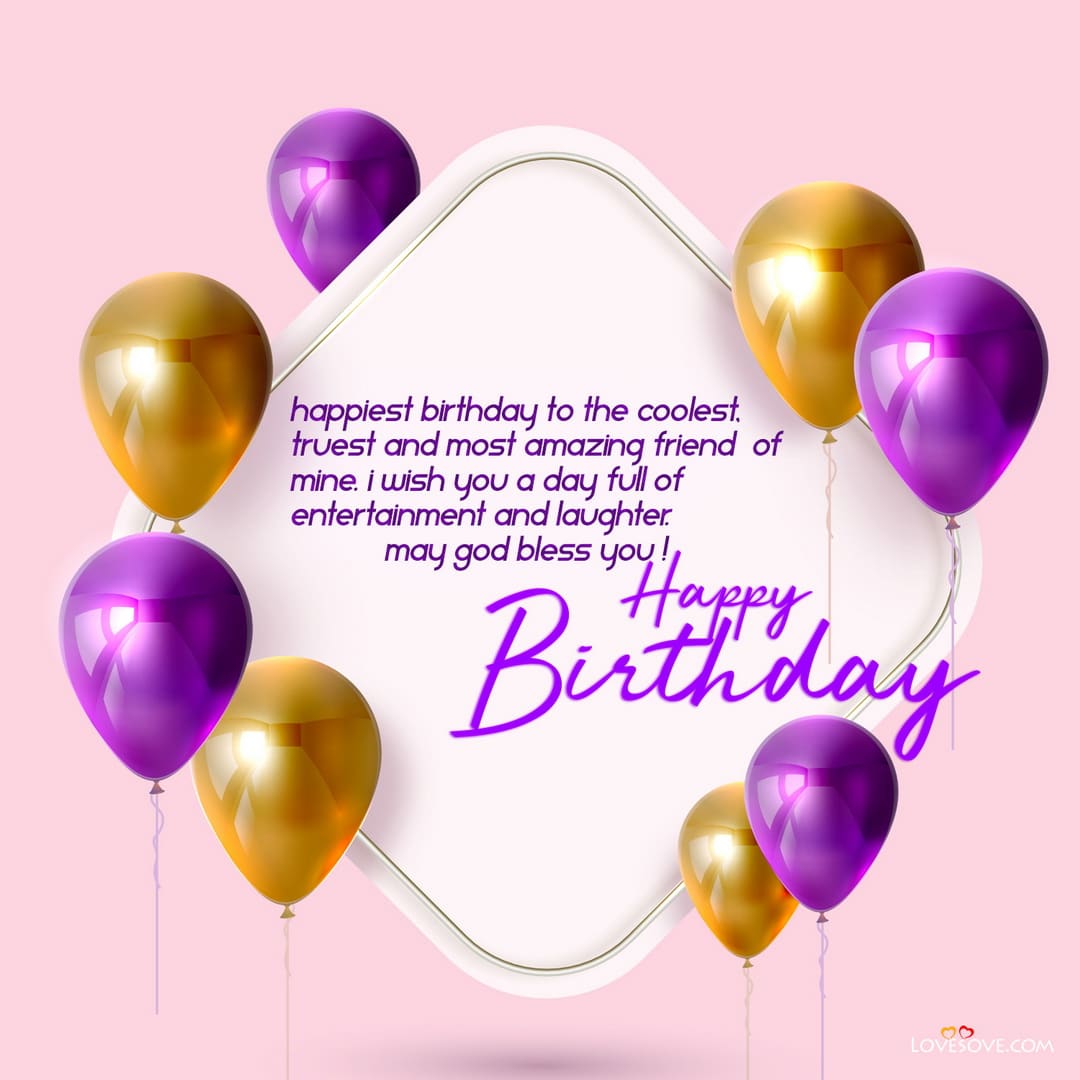 happiest birthday to the coolest,
truest and most amazing friend of
mine. i wish you a day full of
entertainment and laughter.
may god bless you !
Happy
Birthday
LOVESOVE.COM